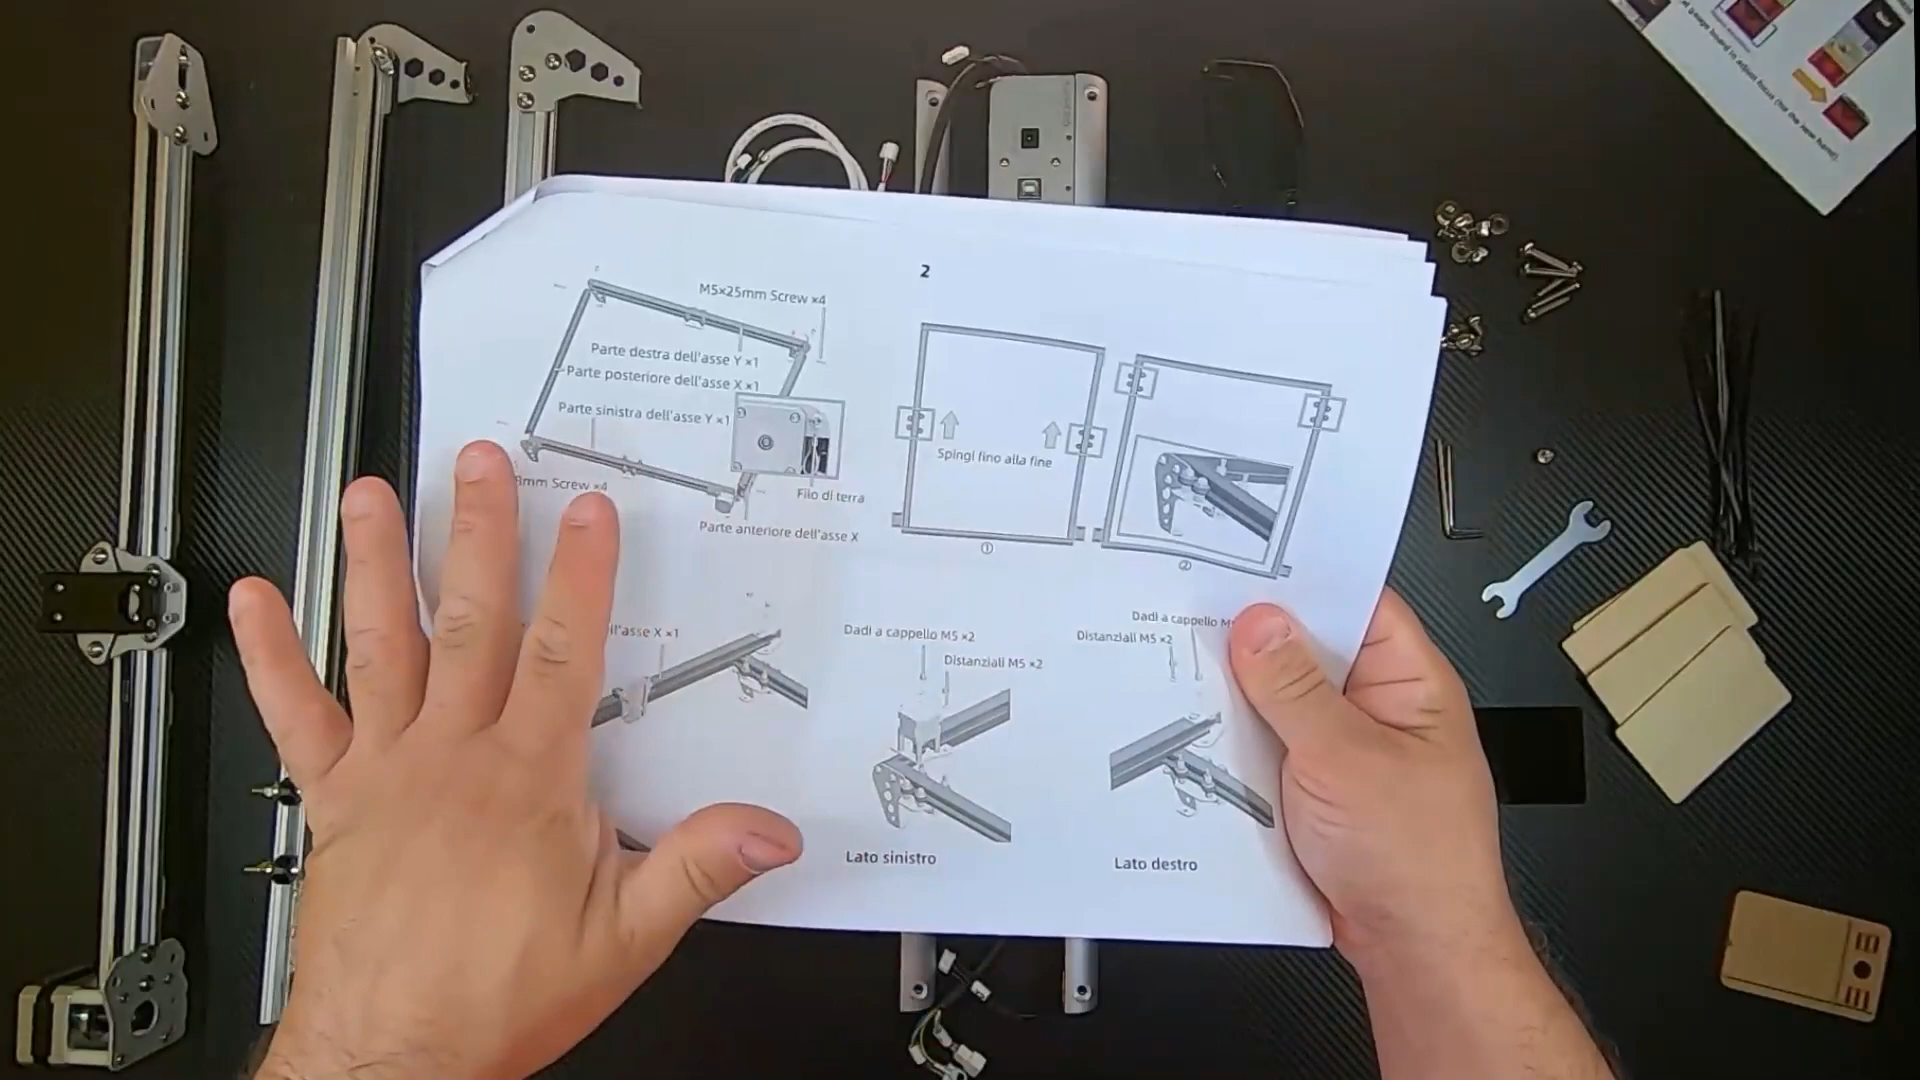 2
M5×25mm Screw ×4
Parte destra dell'asse Y ×1
Parte posteriore dell'asse X ×1
Parte sinistra dell'asse Y ×1
8mm Screw ×4
Filo di terra
Parte anteriore dell'asse X
Spingi fino alla fine
①
②
ll'asse X ×1
Dadi a cappello M5 ×2
Distanziali M5 ×2
Dadi a cappello M
Distanziali M5 ×2
Lato sinistro
Lato destro